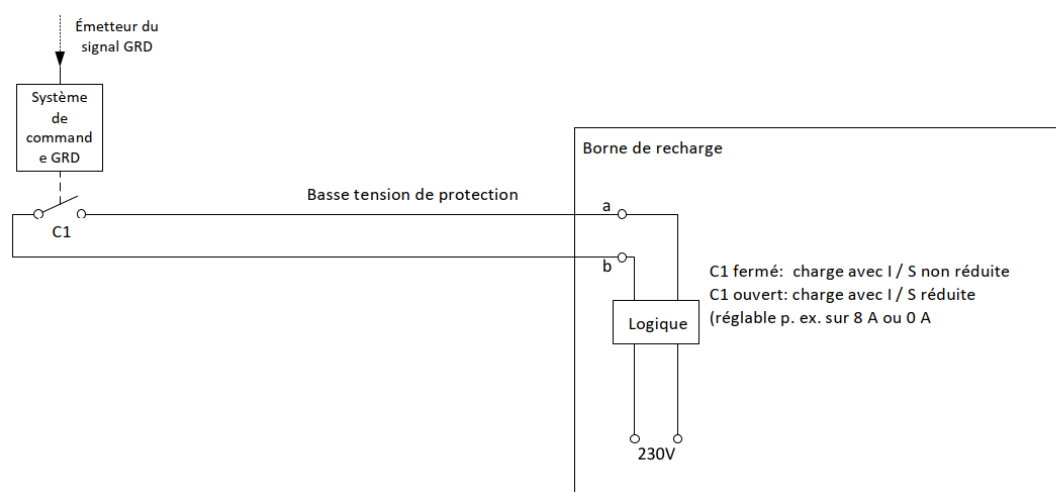 Émetteur du
signal GRD
Système
de
command
e GRD
Borne de recharge
Basse tension de protection
a
C1
b
C1 fermé: charge avec I / S non réduite
C1 ouvert: charge avec I / S réduite
(réglable p. ex. sur 8 A ou 0 A
Logique
230V